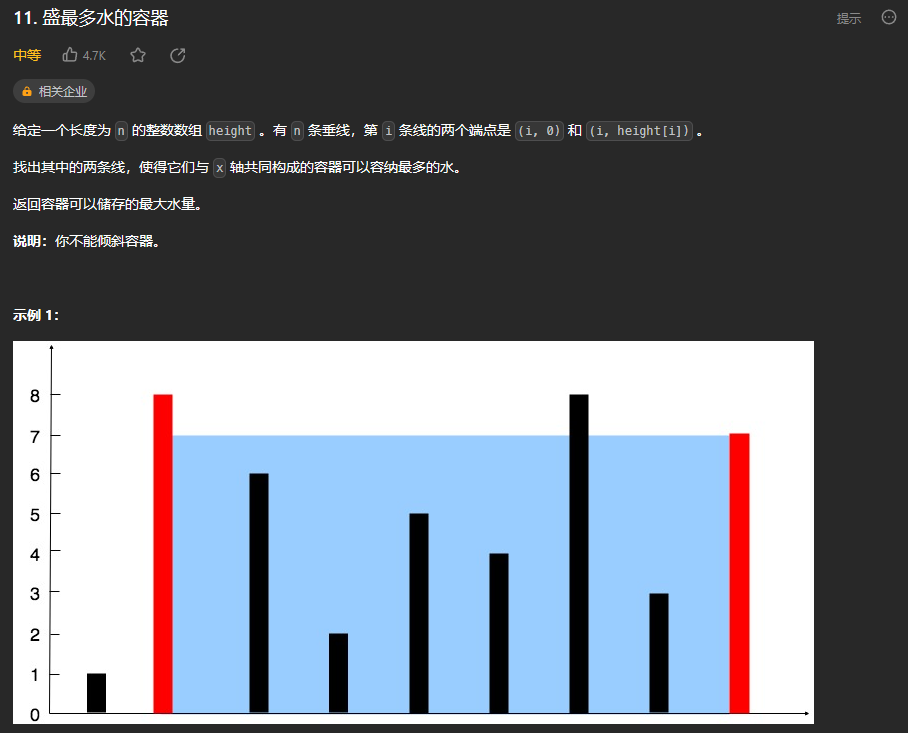 11. 盛最多水的容器
提示
中等 4.7K
相关企业
给定一个长度为 n 的整数数组 height 。有 n 条垂线，第 i 条线的两个端点是 (i, 0) 和 (i, height[i]) 。
找出其中的两条线，使得它们与 x 轴共同构成的容器可以容纳最多的水。
返回容器可以储存的最大水量。
说明：你不能倾斜容器。
示例 1：
8
7
6
5
4
3
2
1
0